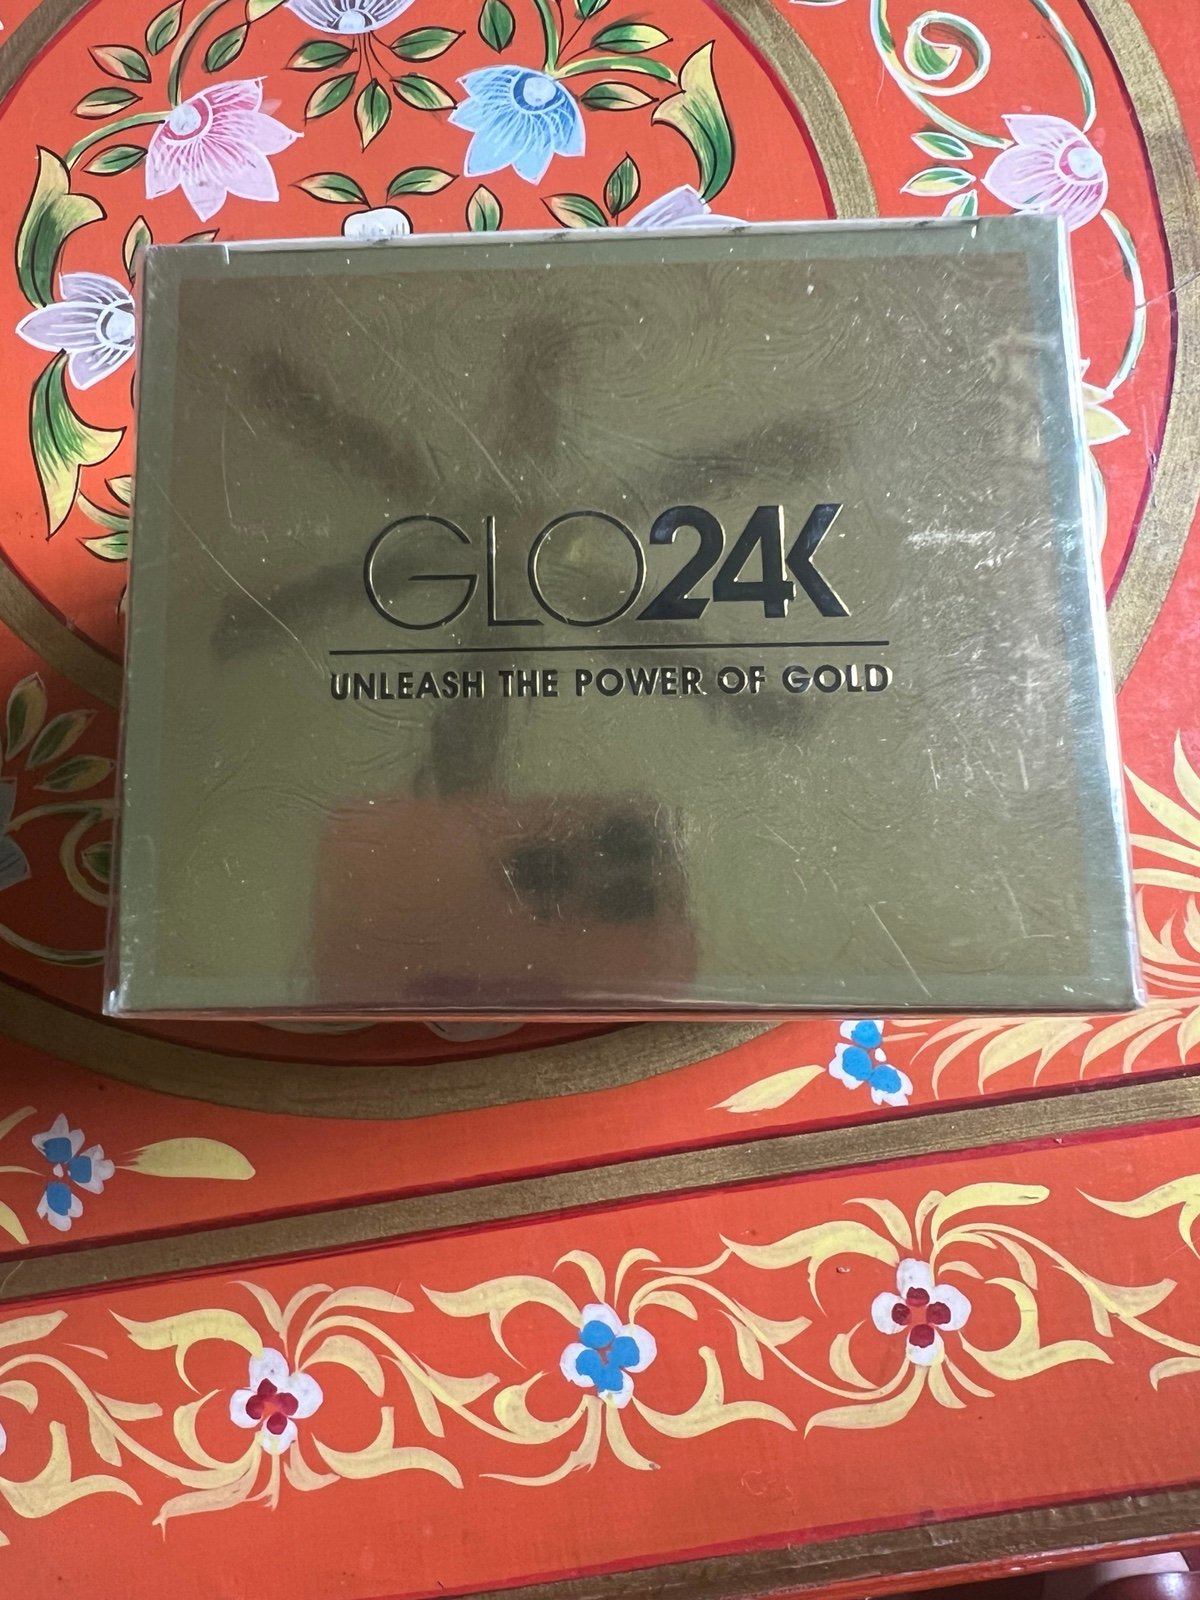 GLO24K
UNLEASH THE POWER OF GOLD